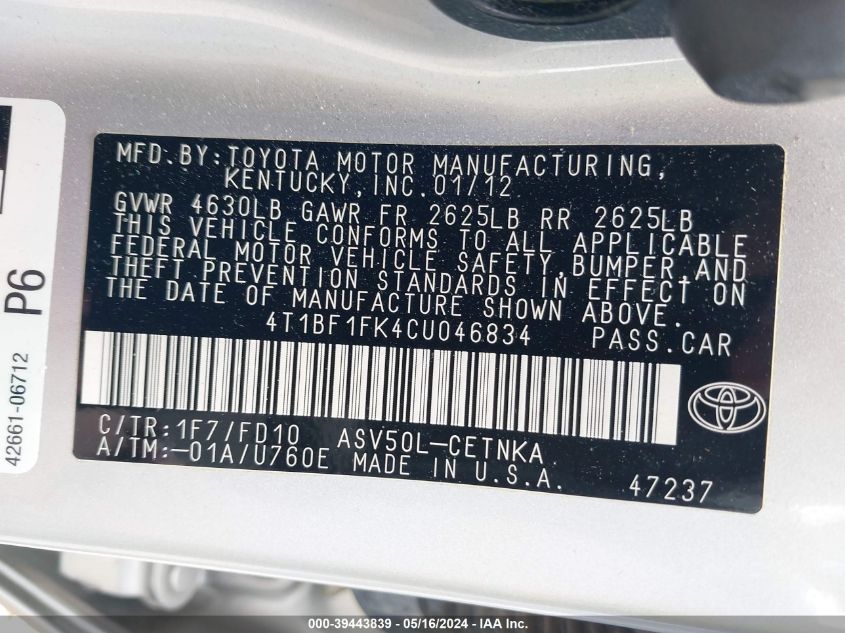 MFD.BY:TOYOTA MOTOR MANUFACTURING,
KENTUCKY,INC.01/12
GVWR 4630LB GAWR FR 2625LB RR 2625LB
THIS VEHICLE CONFORMS TO ALL APPLICABLE
FEDERAL MOTOR VEHICLE SAFETY,BUMPER,AND
THEFT PREVENTION STANDARDS IN EFFECT ON
THE DATE OF MANUFACTURE SHOWN ABOVE.
4T1BF1FK4CU046834 PASS.CAR
C/TR:1F7/FD10 ASV50L-CETNKA
A/TM:-01A/U760E MADE IN U.S.A.
47237
42661-06712 P6
000-39443839 - 05/16/2024 - IAA Inc.